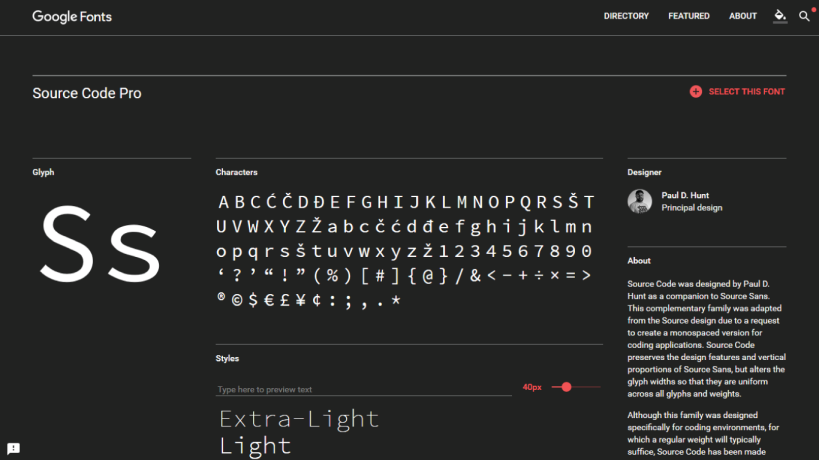 Google Fonts
DIRECTORY
FEATURED
ABOUT
Source Code Pro
SELECT THIS FONT
Glyph
Ss
Characters
A B C Ć Č D Đ E F G H I J K L M N O P Q R S Š T
U V W X Y Z Ž a b c č ć d đ e f g h i j k l m n
o p q r s š t u v w x y z ž 1 2 3 4 5 6 7 8 9 0
‘ ? ’ “ ! ” ( % ) [ # ] { @ } / & < - + ÷ × = >
® © $ € £ ¥ ¢ : ; , . *
Styles
Type here to preview text
40px
Extra-Light
Light
Designer
Paul D. Hunt
Principal design
About
Source Code was designed by Paul D.
Hunt as a companion to Source Sans.
This complementary family was adapted
from the Source design due to a request
to create a monospaced version for
coding applications. Source Code
preserves the design features and vertical
proportions of Source Sans, but alters the
glyph widths so that they are uniform
across all glyphs and weights.
Although this family was designed
specifically for coding environments, for
which a regular weight will typically
suffice, Source Code has been made